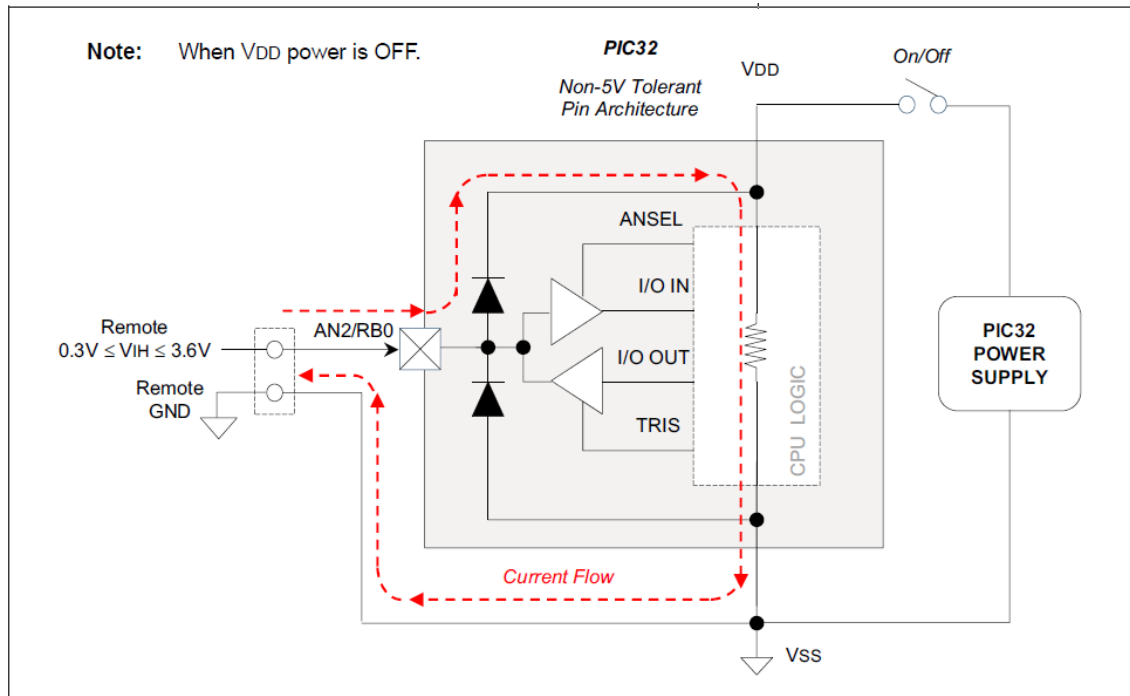 Note: When VDD power is OFF.
PIC32
Non-5V Tolerant
Pin Architecture
VDD
On/Off
ANSEL
I/O IN
Remote
0.3V ≤ VIH ≤ 3.6V
AN2/RB0
I/O OUT
Remote
GND
TRIS
CPU LOGIC
PIC32
POWER
SUPPLY
Current Flow
VSS